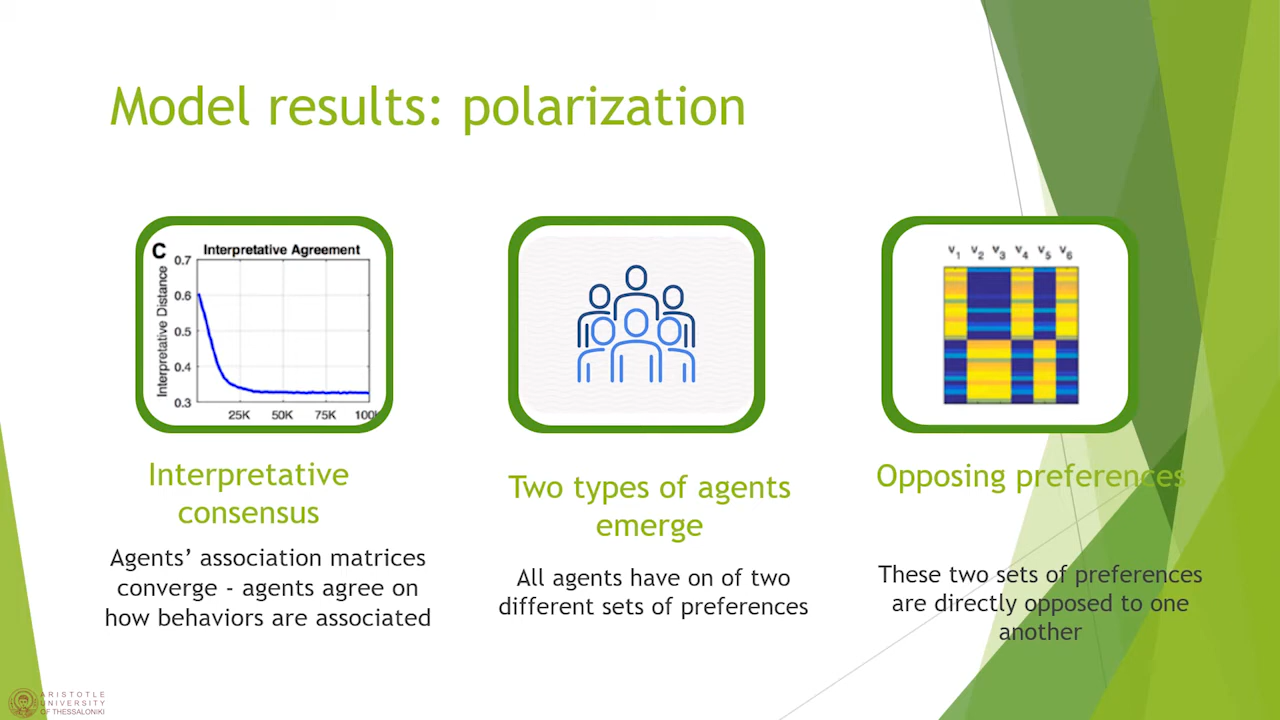 Model results: polarization
C
Interpretative Agreement
Interpretative Distance
0.7
0.6
0.5
0.4
0.3
25K 50K 75K 100K
V1 V2 V3 V4 V5 V6
Interpretative
consensus
Agents’ association matrices
converge - agents agree on
how behaviors are associated
Two types of agents
emerge
All agents have on of two
different sets of preferences
Opposing preferences
These two sets of preferences
are directly opposed to one
another
ARISTOTLE
UNIVERSITY
OF THESSALONIKI